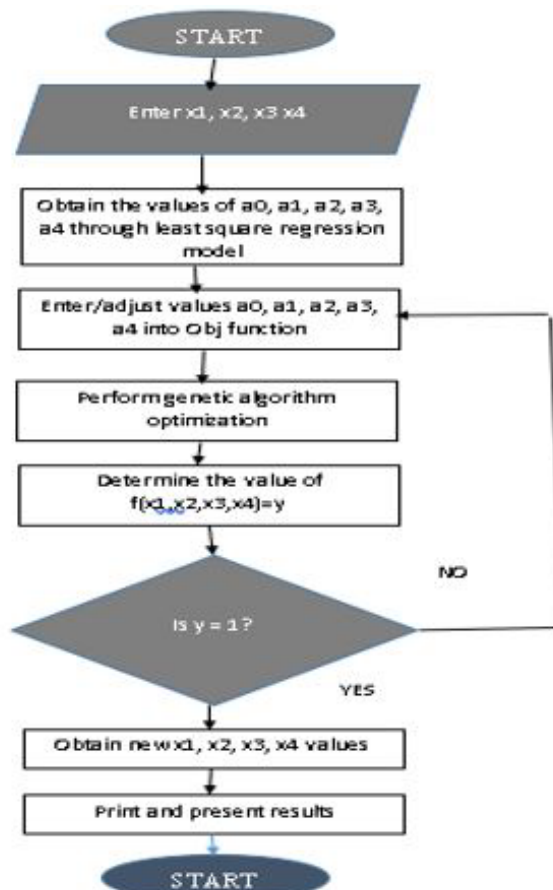 START
Enter x1, x2, x3 x4
Obtain the values of a0, a1, a2, a3,
a4 through least square regression
model
Enter/adjust values a0, a1, a2, a3,
a4 into Obj function
Perform genetic algorithm
optimization
Determine the value of
f(x1,x2,x3,x4)=y
NO
Is y = 1?
YES
Obtain new x1, x2, x3, x4 values
Print and present results
START